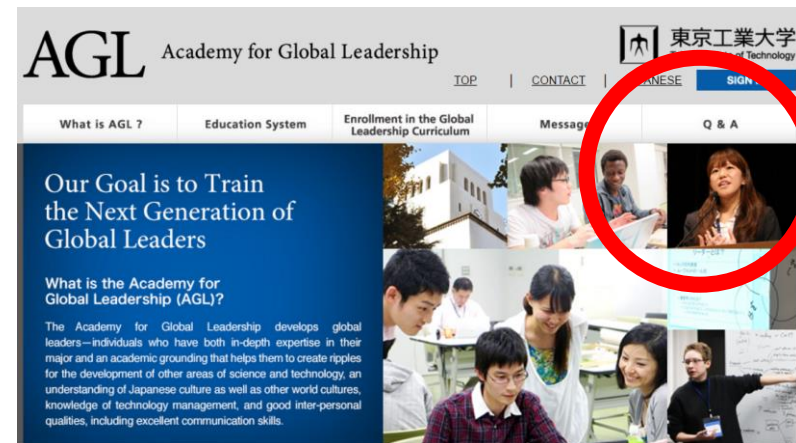 AGL Academy for Global Leadership
東京工業大学
of Technology
TOP | CONTACT |
What is AGL ?
Education System
Enrollment in the Global
Leadership Curriculum
Q & A
Our Goal is
to Train
the Next Generation of
Global Leaders
What is the Academy for
Global Leadership (AGL)?
The Academy for Global Leadership develops global
leaders—individuals who have both in-depth expertise in their
major and an academic grounding that helps them to create ripples
for the development of other areas of science and technology, an
understanding of Japanese culture as well as other world cultures,
knowledge of technology management, and good inter-personal
qualities, including excellent communication skills.